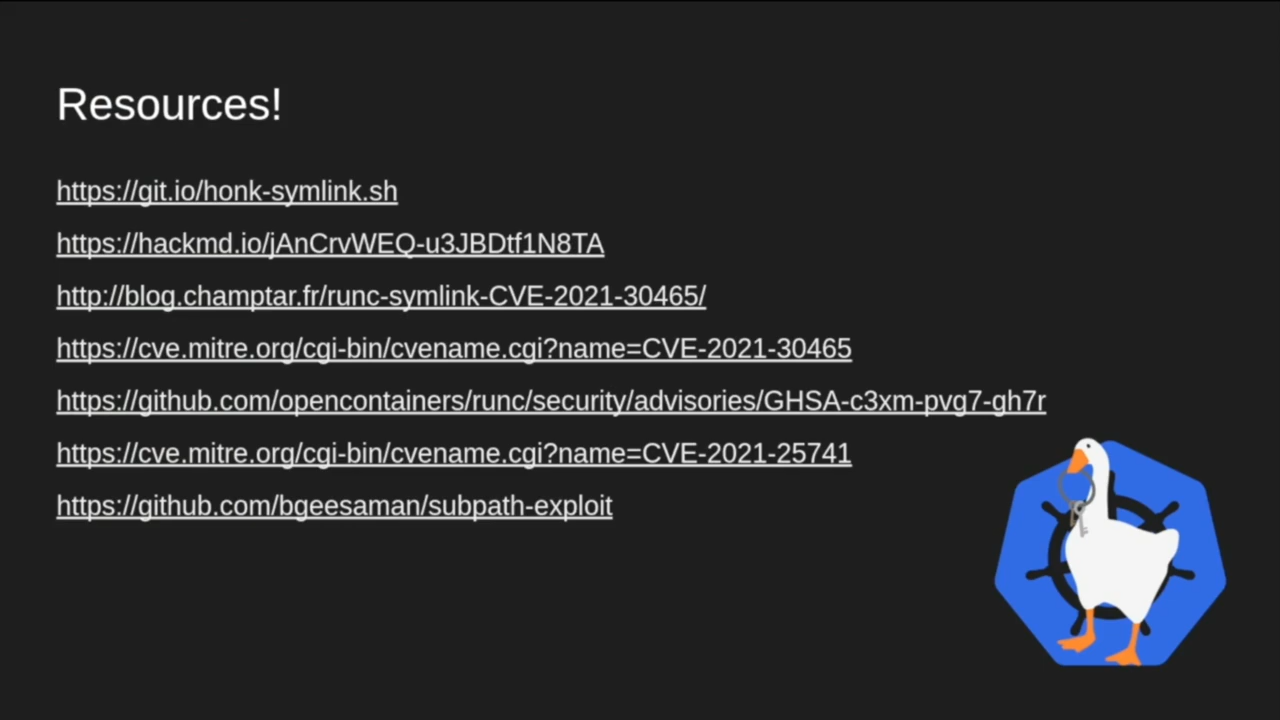 Resources!
https://git.io/honk-symlink.sh
https://hackmd.io/jAnCrvWEQ-u3JBDtf1N8TA
http://blog.champtar.fr/runc-symlink-CVE-2021-30465/
https://cve.mitre.org/cgi-bin/cvename.cgi?name=CVE-2021-30465
https://github.com/opencontainers/runc/security/advisories/GHSA-c3xm-pvg7-gh7r
https://cve.mitre.org/cgi-bin/cvename.cgi?name=CVE-2021-25741
https://github.com/bgeesaman/subpath-exploit